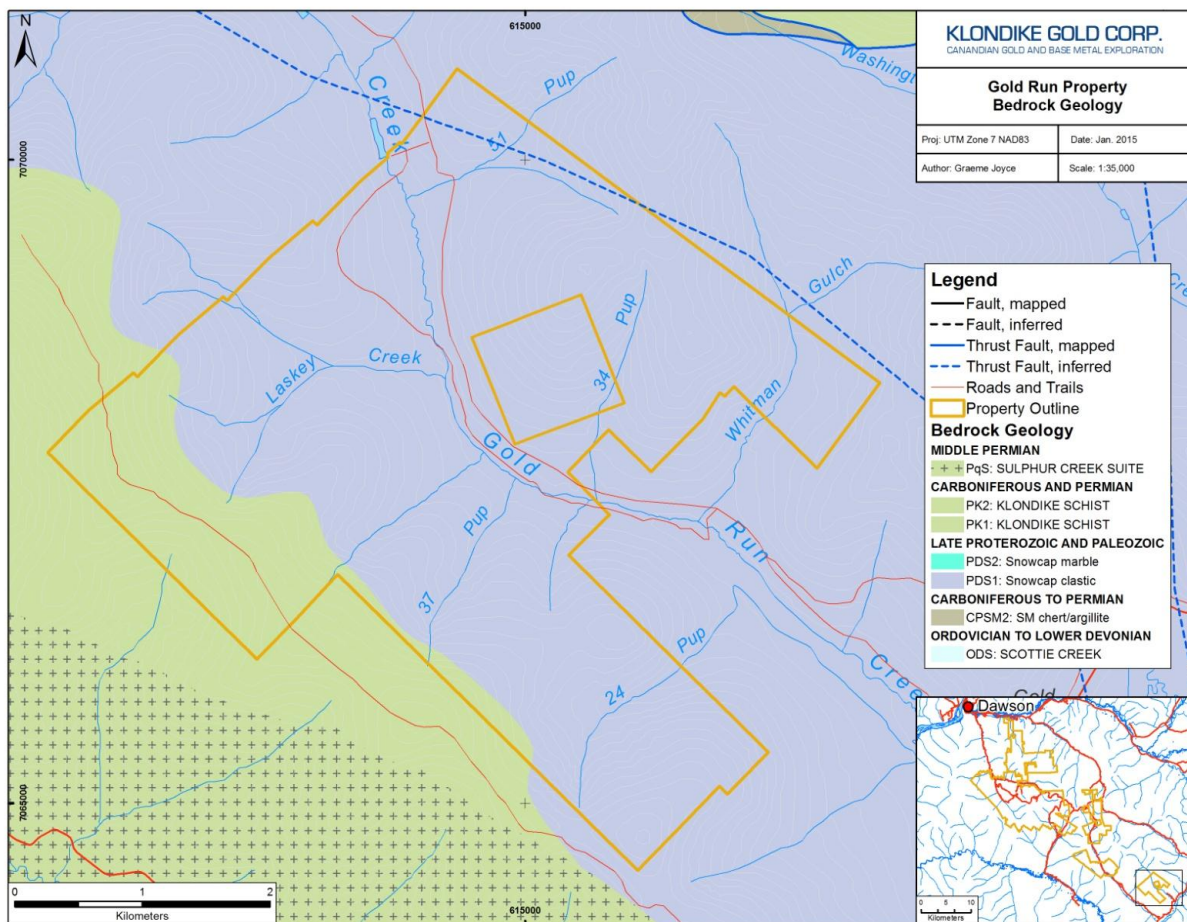 N
615000
7070000
7065000
615000
KLONDIKE GOLD CORP.
CANANDIAN GOLD AND BASE METAL EXPLORATION
Gold Run Property
Bedrock Geology
Proj: UTM Zone 7 NAD83
Date: Jan. 2015
Author: Graeme Joyce
Scale: 1:35,000
Washingt
Creek
51 Pup
Gulch
Whitman
34 Pup
Laskey Creek
Gold Run Cree
37 Pup
24 Pup
Cre
Gold
Legend
Fault, mapped
Fault, inferred
Thrust Fault, mapped
Thrust Fault, inferred
Roads and Trails
Property Outline
Bedrock Geology
MIDDLE PERMIAN
PqS: SULPHUR CREEK SUITE
CARBONIFEROUS AND PERMIAN
PK2: KLONDIKE SCHIST
PK1: KLONDIKE SCHIST
LATE PROTEROZOIC AND PALEOZOIC
PDS2: Snowcap marble
PDS1: Snowcap clastic
CARBONIFEROUS TO PERMIAN
CPSM2: SM chert/argillite
ORDOVICIAN TO LOWER DEVONIAN
ODS: SCOTTIE CREEK
Dawson
0 5 10
Kilometers
0 1 2
Kilometers